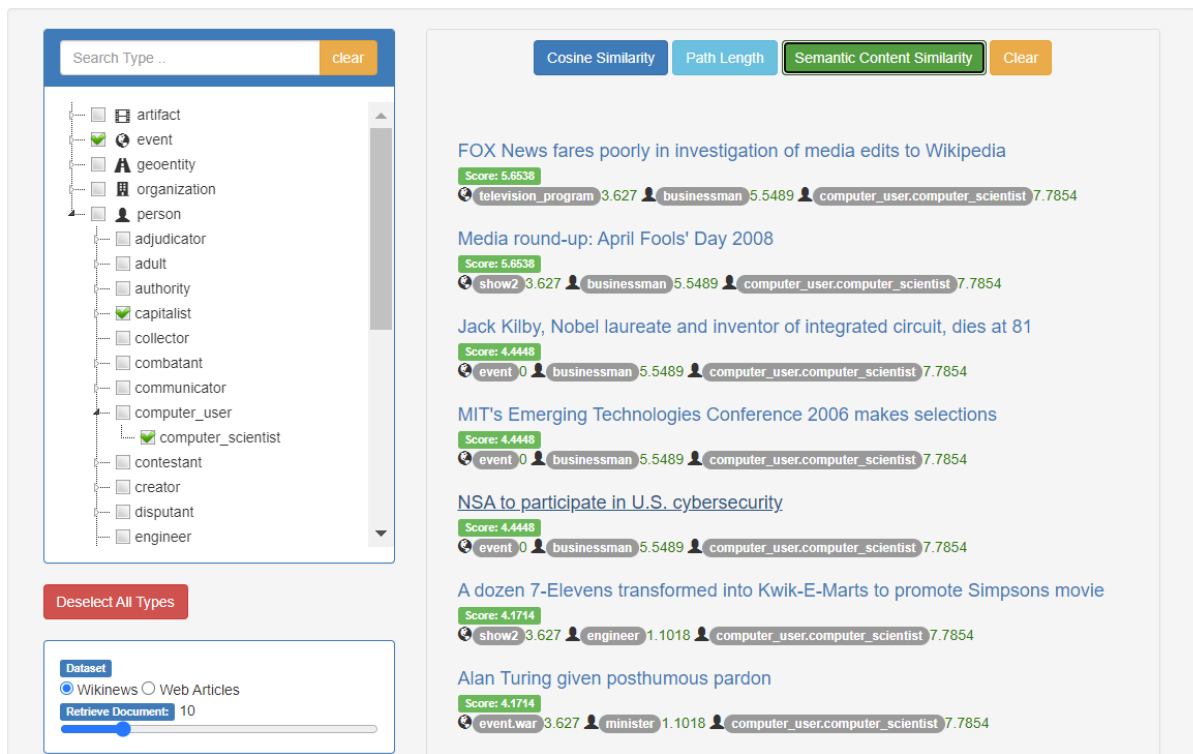 Search Type ..
clear
artifact
event
geoentity
organization
person
adjudicator
adult
authority
capitalist
collector
combatant
communicator
computer_user
computer_scientist
contestant
creator
disputant
engineer
Deselect All Types
Dataset
Wikinews Web Articles
Retrieve Document: 10
Cosine Similarity Path Length Semantic Content Similarity Clear
FOX News fares poorly in investigation of media edits to Wikipedia
Score: 5.6538
television_program 3.627 businessman 5.5489 computer_user.computer_scientist 7.7854
Media round-up: April Fools' Day 2008
Score: 5.6538
show2 3.627 businessman 5.5489 computer_user.computer_scientist 7.7854
Jack Kilby, Nobel laureate and inventor of integrated circuit, dies at 81
Score: 4.4448
event 0 businessman 5.5489 computer_user.computer_scientist 7.7854
MIT's Emerging Technologies Conference 2006 makes selections
Score: 4.4448
event 0 businessman 5.5489 computer_user.computer_scientist 7.7854
NSA to participate in U.S. cybersecurity
Score: 4.4448
event 0 businessman 5.5489 computer_user.computer_scientist 7.7854
A dozen 7-Elevens transformed into Kwik-E-Marts to promote Simpsons movie
Score: 4.1714
show2 3.627 engineer 1.1018 computer_user.computer_scientist 7.7854
Alan Turing given posthumous pardon
Score: 4.1714
event.war 3.627 minister 1.1018 computer_user.computer_scientist 7.7854